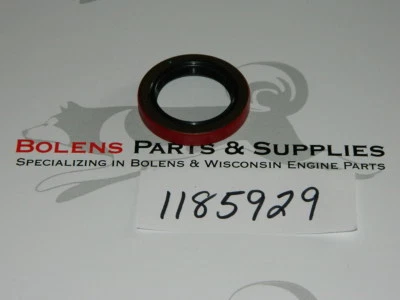 Bolens Parts & Supplies
Specializing in Bolens & Wisconsin Engine Parts
1185929